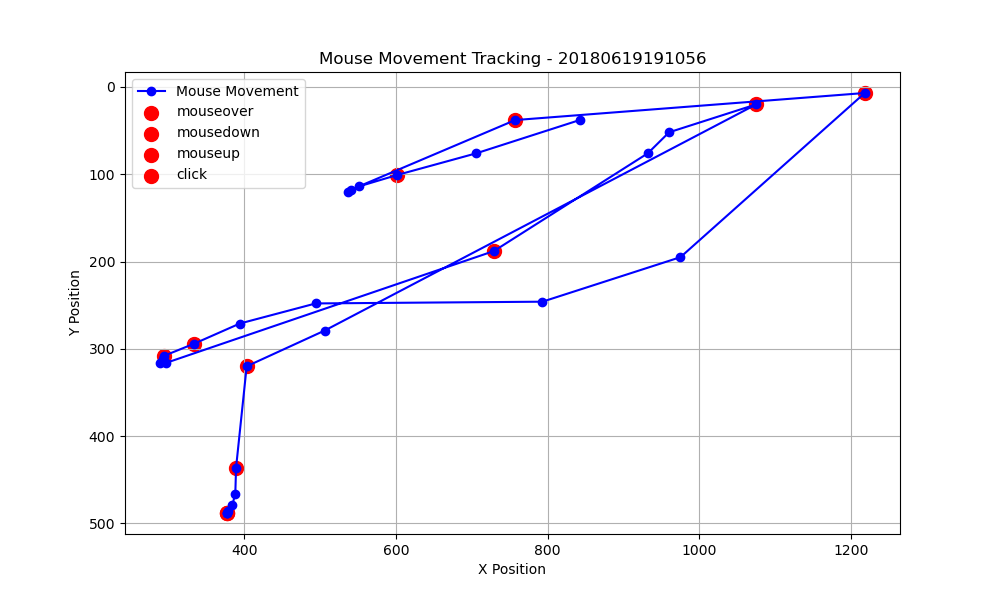 Mouse Movement Tracking - 20180619191056
Mouse Movement
mouseover
mousedown
mouseup
click
0
100
200
300
400
500
Y Position
400
600
800
1000
1200
X Position